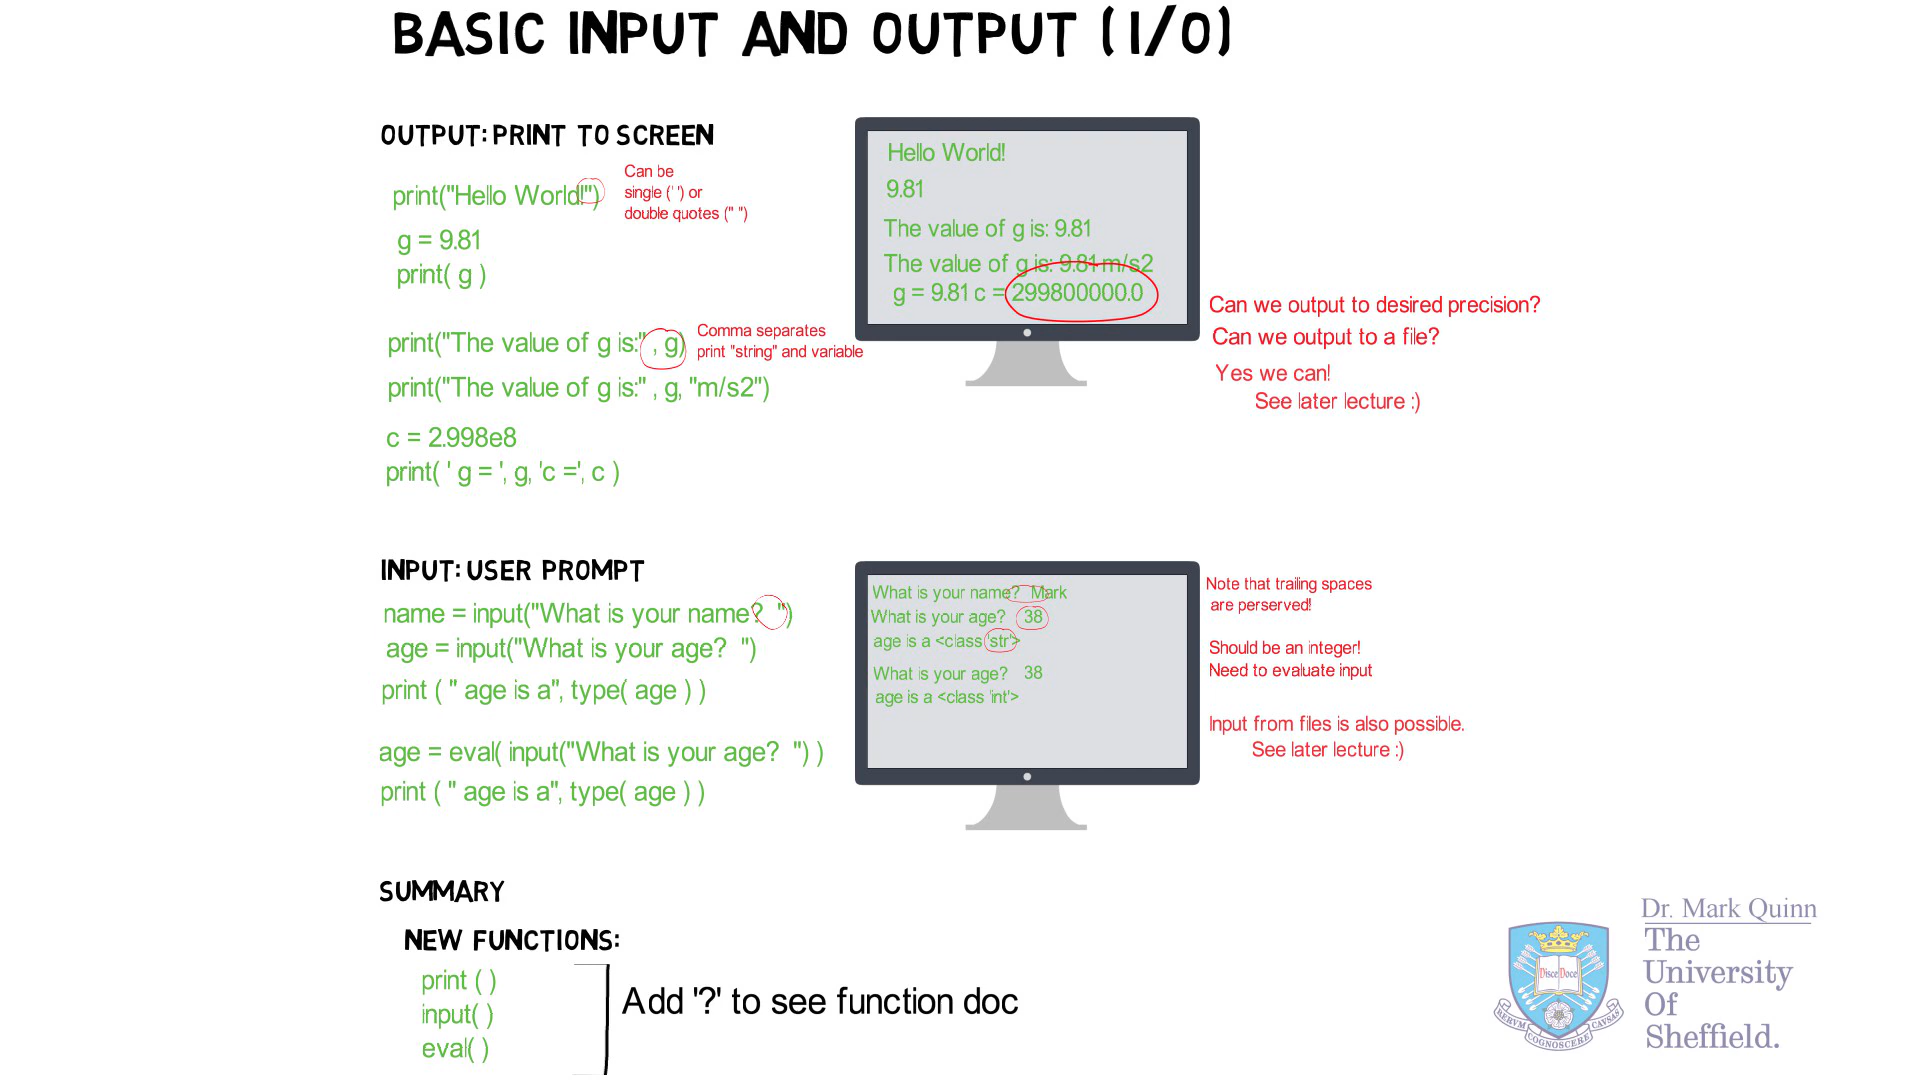 BASIC INPUT AND OUTPUT (I/O)
OUTPUT: PRINT TO SCREEN
print("Hello World!")
Can be
single (' ') or
double quotes (" ")
g = 9.81
print( g )
print("The value of g is:" , g)
Comma separates
print "string" and variable
print("The value of g is:" , g, "m/s2")
c = 2.998e8
print( ' g = ', g, 'c =', c )
Hello World!
9.81
The value of g is: 9.81
The value of g is: 9.81 m/s2
g = 9.81 c = 299800000.0
Can we output to desired precision?
Can we output to a file?
Yes we can!
See later lecture :)
INPUT: USER PROMPT
name = input("What is your name?  ")
age = input("What is your age?  ")
print ( " age is a", type( age ) )
age = eval( input("What is your age?  ") )
print ( " age is a", type( age ) )
What is your name?  Mark
What is your age?  38
age is a <class 'str'>
What is your age?  38
age is a <class 'int'>
Note that trailing spaces
are perserved!
Should be an integer!
Need to evaluate input
Input from files is also possible.
See later lecture :)
SUMMARY
NEW FUNCTIONS:
print ( )
input( )
eval( )
Add '?' to see function doc
Disce Doce
RERVM COGNOSCERE CAVSAS
Dr. Mark Quinn
The
University
Of
Sheffield.